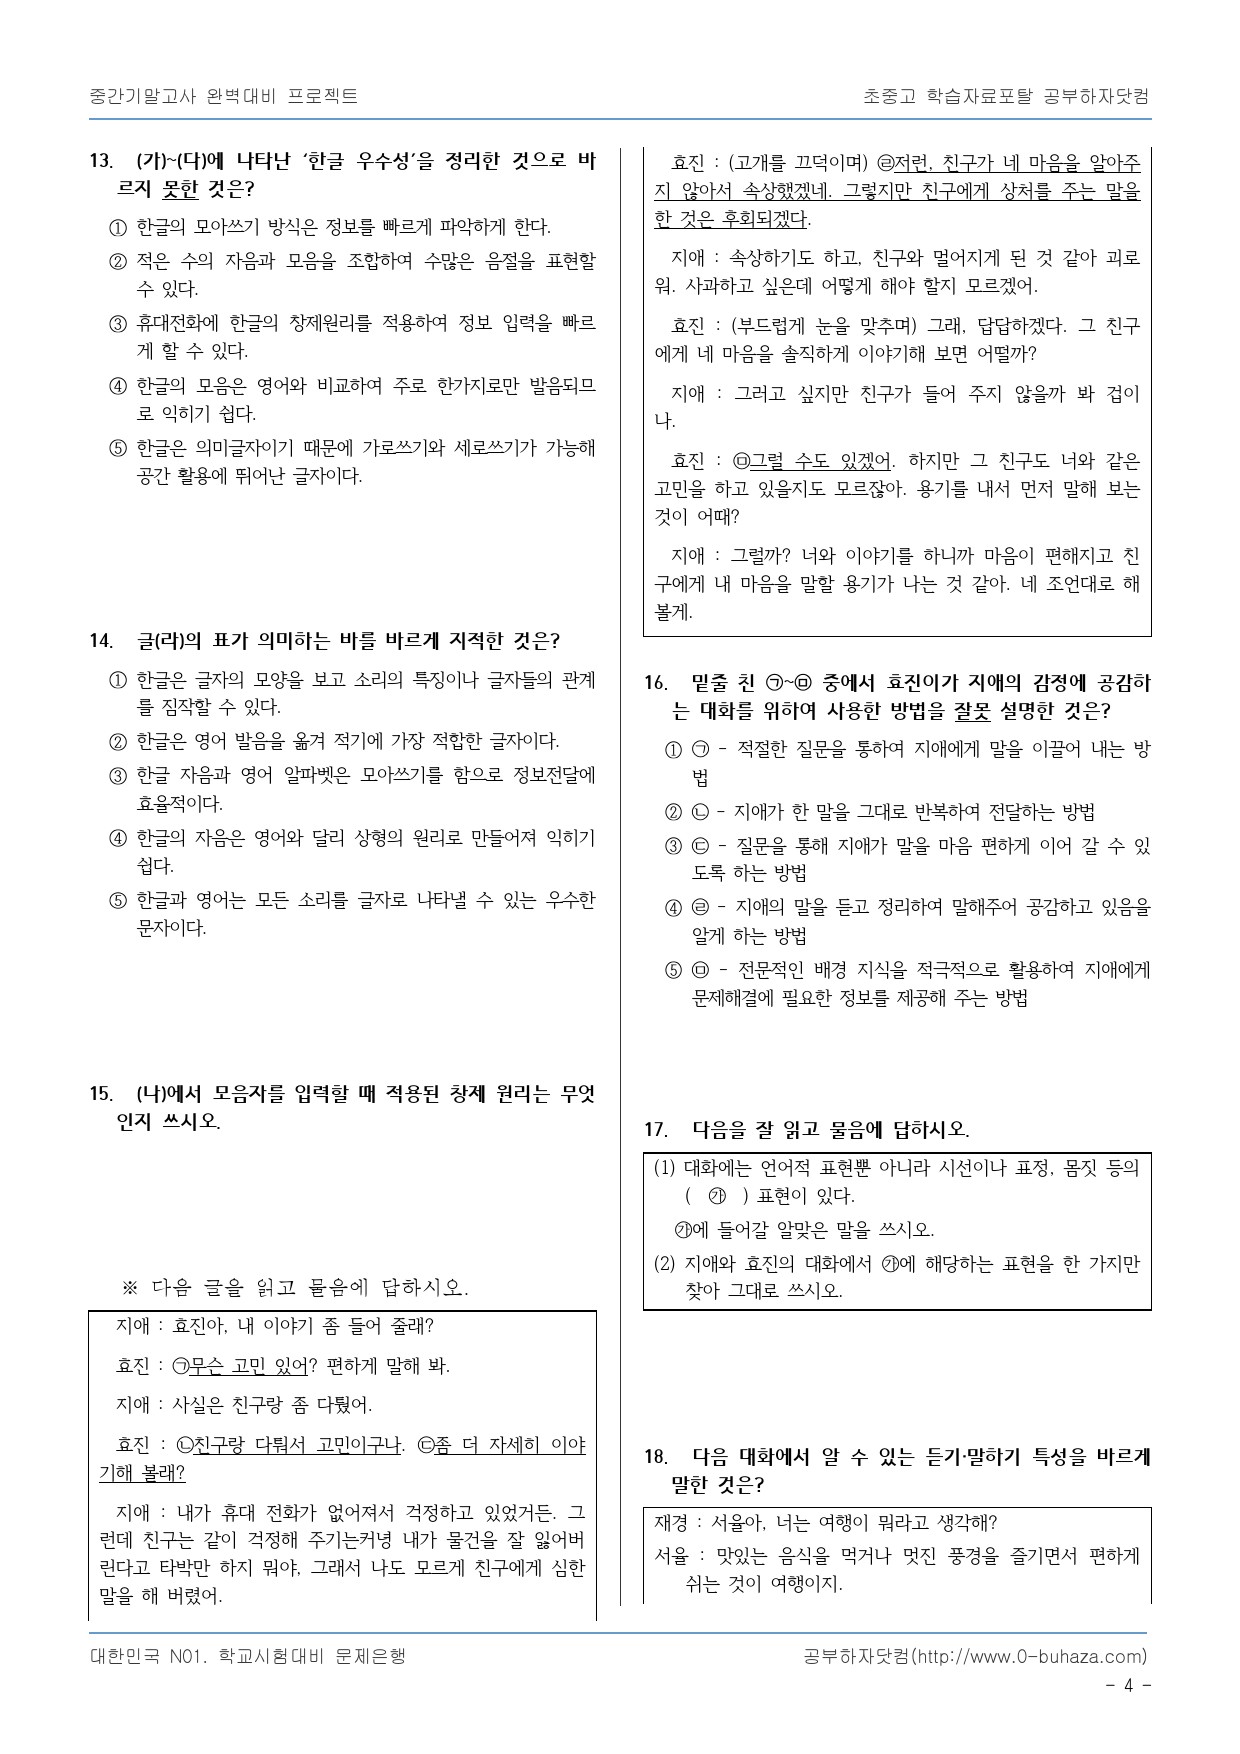 중간기말고사 완벽대비 프로젝트
초중고 학습자료포탈 공부하자닷컴
13. (가)~(다)에 나타난 ‘한글 우수성’을 정리한 것으로 바
르지 못한 것은?
① 한글의 모아쓰기 방식은 정보를 빠르게 파악하게 한다.
② 적은 수의 자음과 모음을 조합하여 수많은 음절을 표현할
수 있다.
③ 휴대전화에 한글의 창제원리를 적용하여 정보 입력을 빠르
게 할 수 있다.
④ 한글의 모음은 영어와 비교하여 주로 한가지로만 발음되므
로 익히기 쉽다.
⑤ 한글은 의미글자이기 때문에 가로쓰기와 세로쓰기가 가능해
공간 활용에 뛰어난 글자이다.
14. 글(라)의 표가 의미하는 바를 바르게 지적한 것은?
① 한글은 글자의 모양을 보고 소리의 특징이나 글자들의 관계
를 짐작할 수 있다.
② 한글은 영어 발음을 옮겨 적기에 가장 적합한 글자이다.
③ 한글 자음과 영어 알파벳은 모아쓰기를 함으로 정보전달에
효율적이다.
④ 한글의 자음은 영어와 달리 상형의 원리로 만들어져 익히기
쉽다.
⑤ 한글과 영어는 모든 소리를 글자로 나타낼 수 있는 우수한
문자이다.
15. (나)에서 모음자를 입력할 때 적용된 창제 원리는 무엇
인지 쓰시오.
※ 다음 글을 읽고 물음에 답하시오.
지애 : 효진아, 내 이야기 좀 들어 줄래?
효진 : ㉠무슨 고민 있어? 편하게 말해 봐.
지애 : 사실은 친구랑 좀 다퉜어.
효진 : ㉡친구랑 다퉈서 고민이구나. ㉢좀 더 자세히 이야
기해 볼래?
지애 : 내가 휴대 전화가 없어져서 걱정하고 있었거든. 그
런데 친구는 같이 걱정해 주기는커녕 내가 물건을 잘 잃어버
린다고 타박만 하지 뭐야, 그래서 나도 모르게 친구에게 심한
말을 해 버렸어.
효진 : (고개를 끄덕이며) ㉣저런, 친구가 네 마음을 알아주
지 않아서 속상했겠네. 그렇지만 친구에게 상처를 주는 말을
한 것은 후회되겠다.
지애 : 속상하기도 하고, 친구와 멀어지게 된 것 같아 괴로
워. 사과하고 싶은데 어떻게 해야 할지 모르겠어.
효진 : (부드럽게 눈을 맞추며) 그래, 답답하겠다. 그 친구
에게 네 마음을 솔직하게 이야기해 보면 어떨까?
지애 : 그러고 싶지만 친구가 들어 주지 않을까 봐 겁이
나.
효진 : ㉤그럴 수도 있겠어. 하지만 그 친구도 너와 같은
고민을 하고 있을지도 모르잖아. 용기를 내서 먼저 말해 보는
것이 어때?
지애 : 그럴까? 너와 이야기를 하니까 마음이 편해지고 친
구에게 내 마음을 말할 용기가 나는 것 같아. 네 조언대로 해
볼게.
16. 밑줄 친 ㉠~㉤ 중에서 효진이가 지애의 감정에 공감하
는 대화를 위하여 사용한 방법을 잘못 설명한 것은?
① ㉠ - 적절한 질문을 통하여 지애에게 말을 이끌어 내는 방
법
② ㉡ - 지애가 한 말을 그대로 반복하여 전달하는 방법
③ ㉢ - 질문을 통해 지애가 말을 마음 편하게 이어 갈 수 있
도록 하는 방법
④ ㉣ - 지애의 말을 듣고 정리하여 말해주어 공감하고 있음을
알게 하는 방법
⑤ ㉤ - 전문적인 배경 지식을 적극적으로 활용하여 지애에게
문제해결에 필요한 정보를 제공해 주는 방법
17. 다음을 잘 읽고 물음에 답하시오.
(1) 대화에는 언어적 표현뿐 아니라 시선이나 표정, 몸짓 등의
( ㉮ ) 표현이 있다.
㉮에 들어갈 알맞은 말을 쓰시오.
(2) 지애와 효진의 대화에서 ㉮에 해당하는 표현을 한 가지만
찾아 그대로 쓰시오.
18. 다음 대화에서 알 수 있는 듣기·말하기 특성을 바르게
말한 것은?
재경 : 서율아, 너는 여행이 뭐라고 생각해?
서율 : 맛있는 음식을 먹거나 멋진 풍경을 즐기면서 편하게
쉬는 것이 여행이지.
대한민국 N01. 학교시험대비 문제은행
공부하자닷컴(http://www.0-buhaza.com)
- 4 -